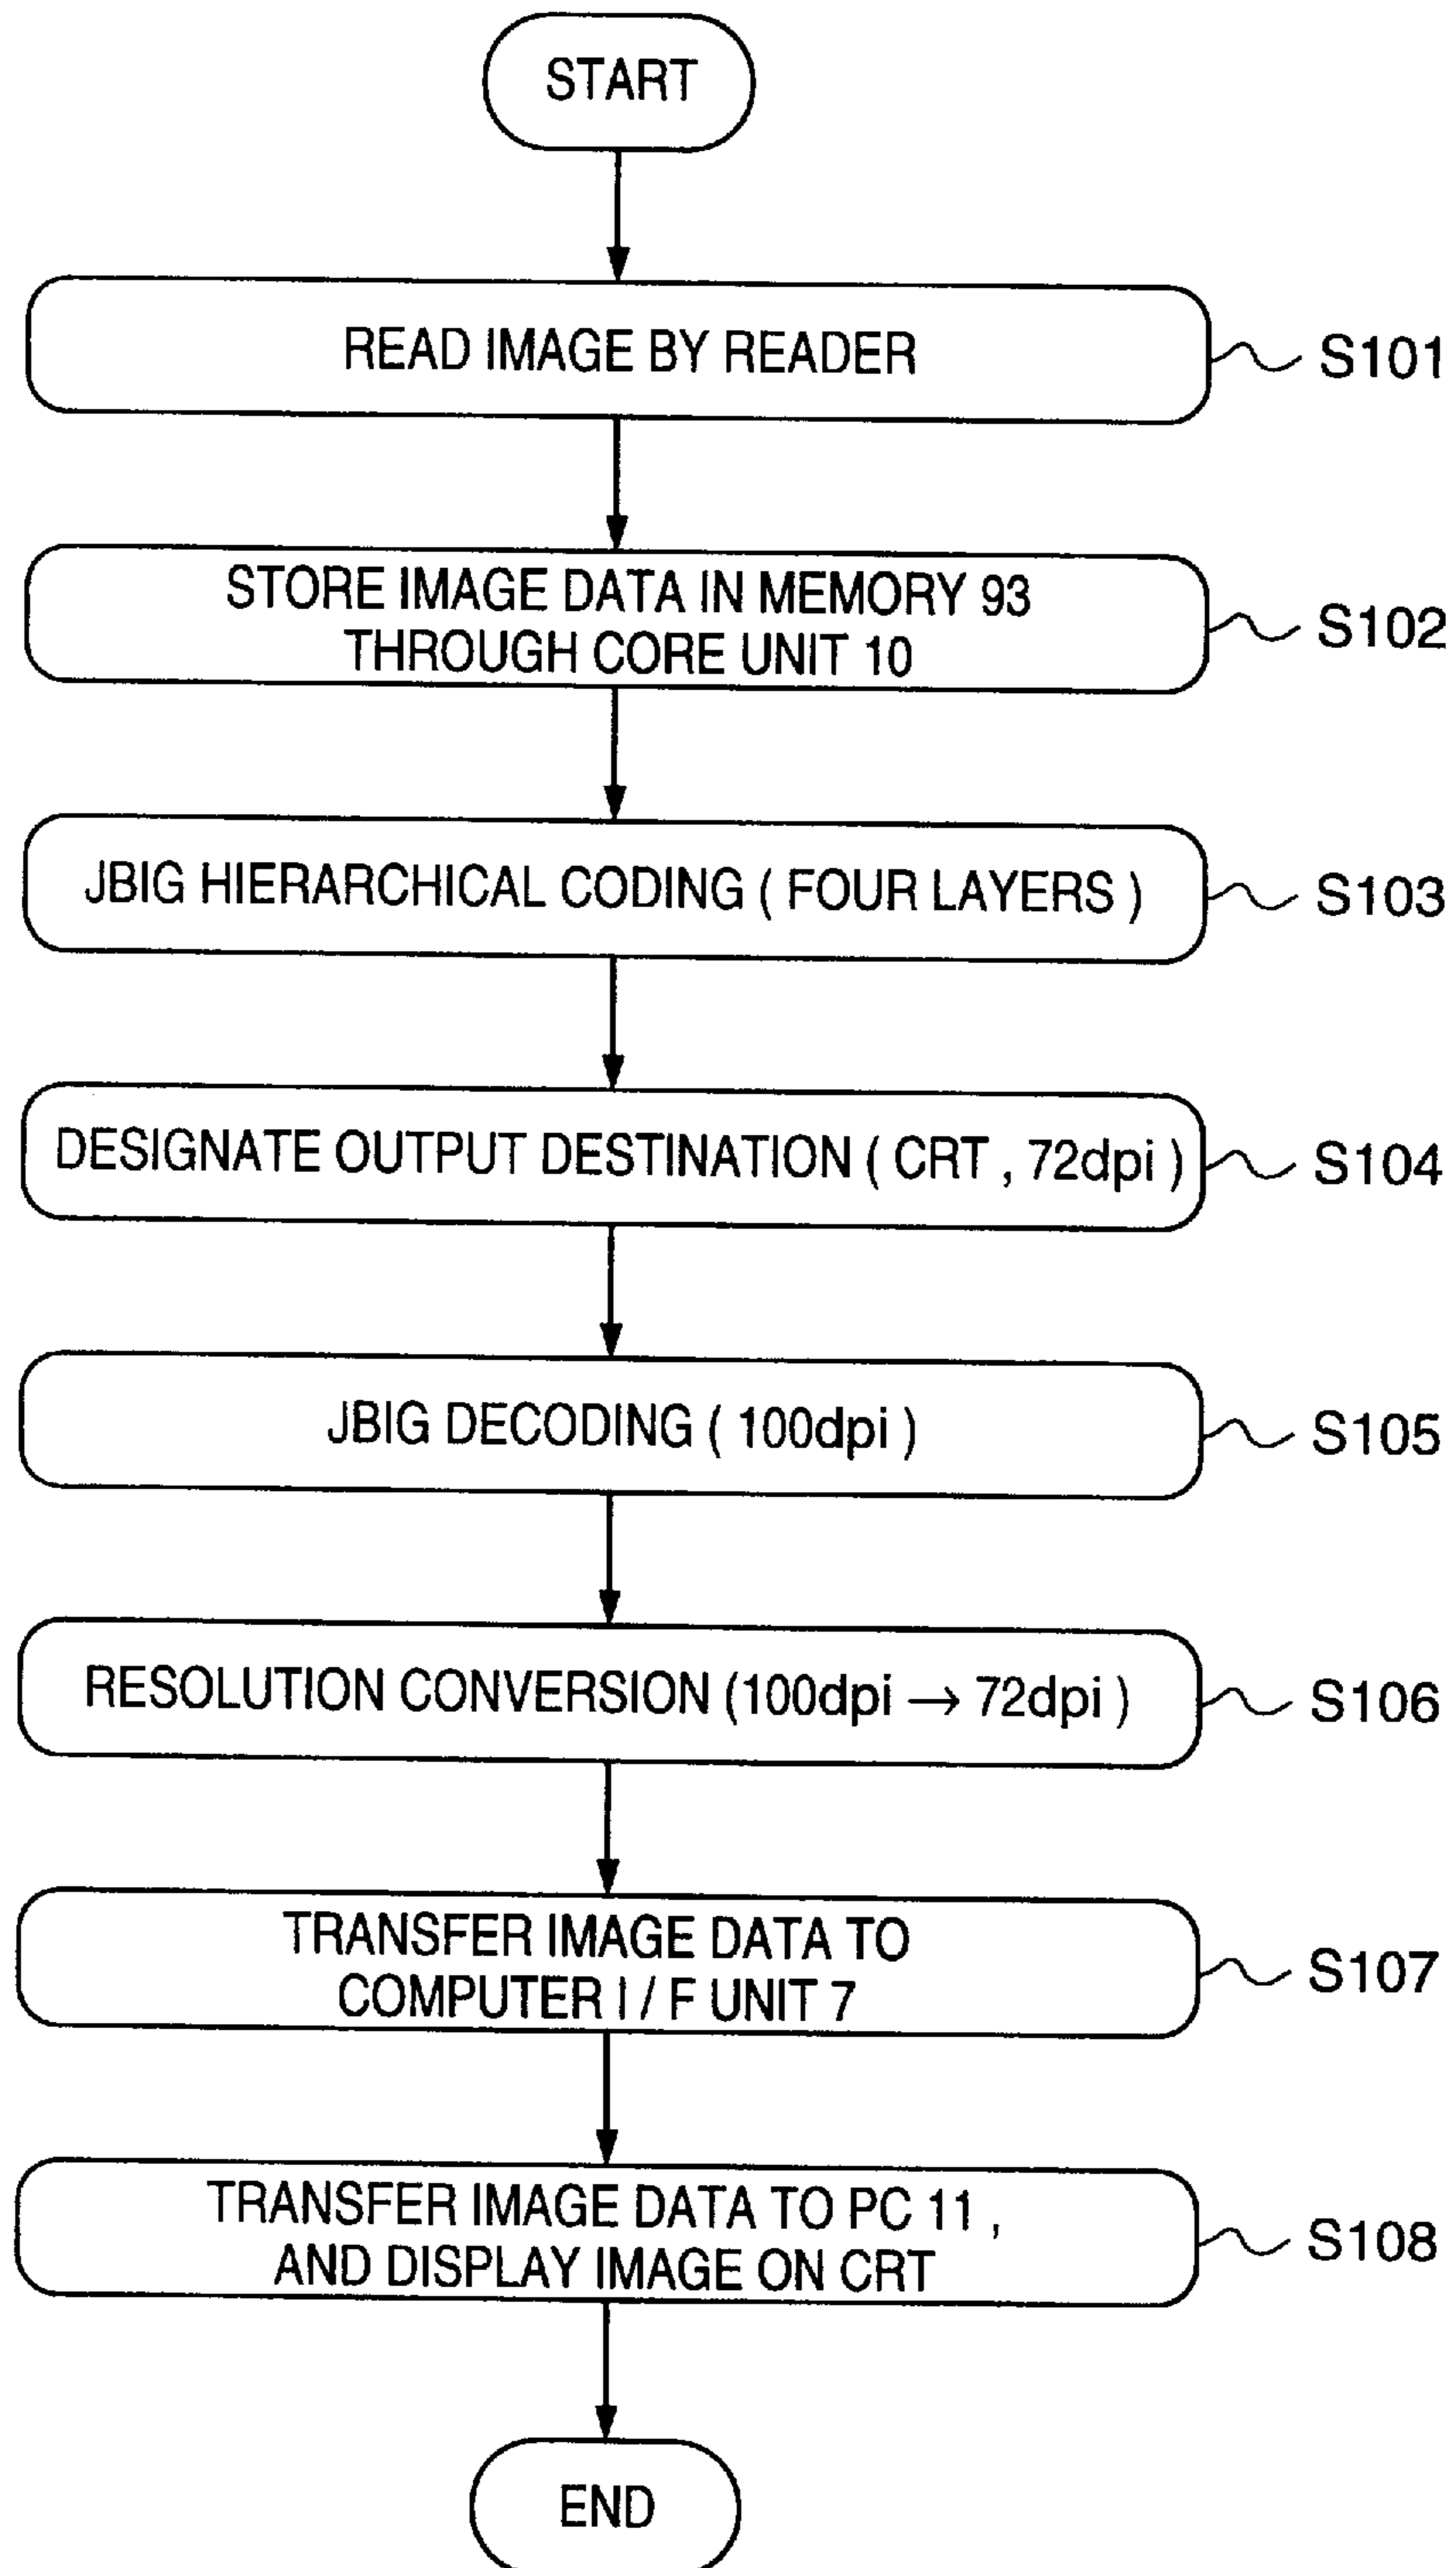 START
READ IMAGE BY READER
S101
STORE IMAGE DATA IN MEMORY 93
THROUGH CORE UNIT 10
S102
JBIG HIERARCHICAL CODING ( FOUR LAYERS )
S103
DESIGNATE OUTPUT DESTINATION ( CRT , 72dpi )
S104
JBIG DECODING ( 100dpi )
S105
RESOLUTION CONVERSION (100dpi → 72dpi )
S106
TRANSFER IMAGE DATA TO
COMPUTER I / F UNIT 7
S107
TRANSFER IMAGE DATA TO PC 11 ,
AND DISPLAY IMAGE ON CRT
S108
END